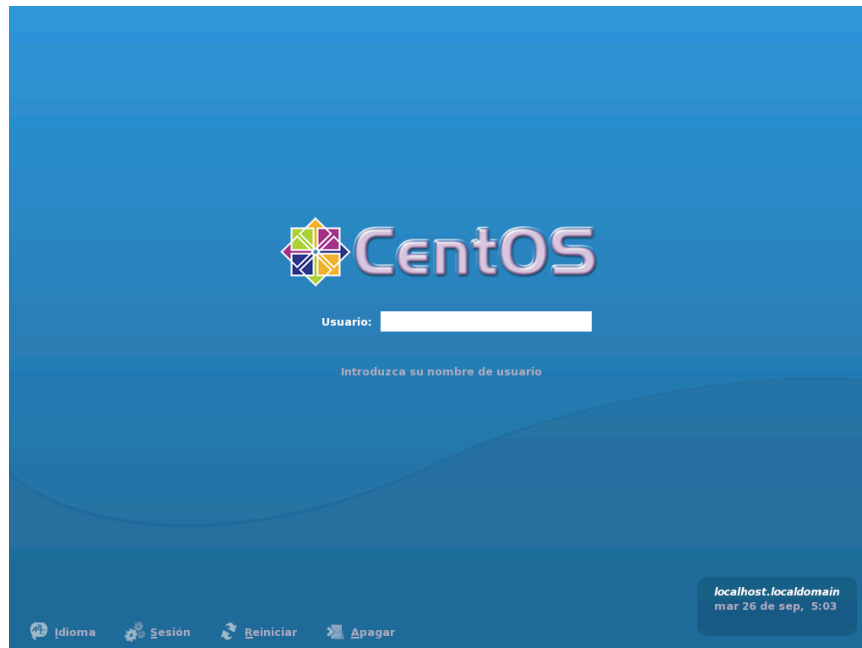 CentOS
Usuario:
Introduzca su nombre de usuario
localhost.localdomain
mar 26 de sep, 5:03
Idioma
Sesión
Reiniciar
Apagar